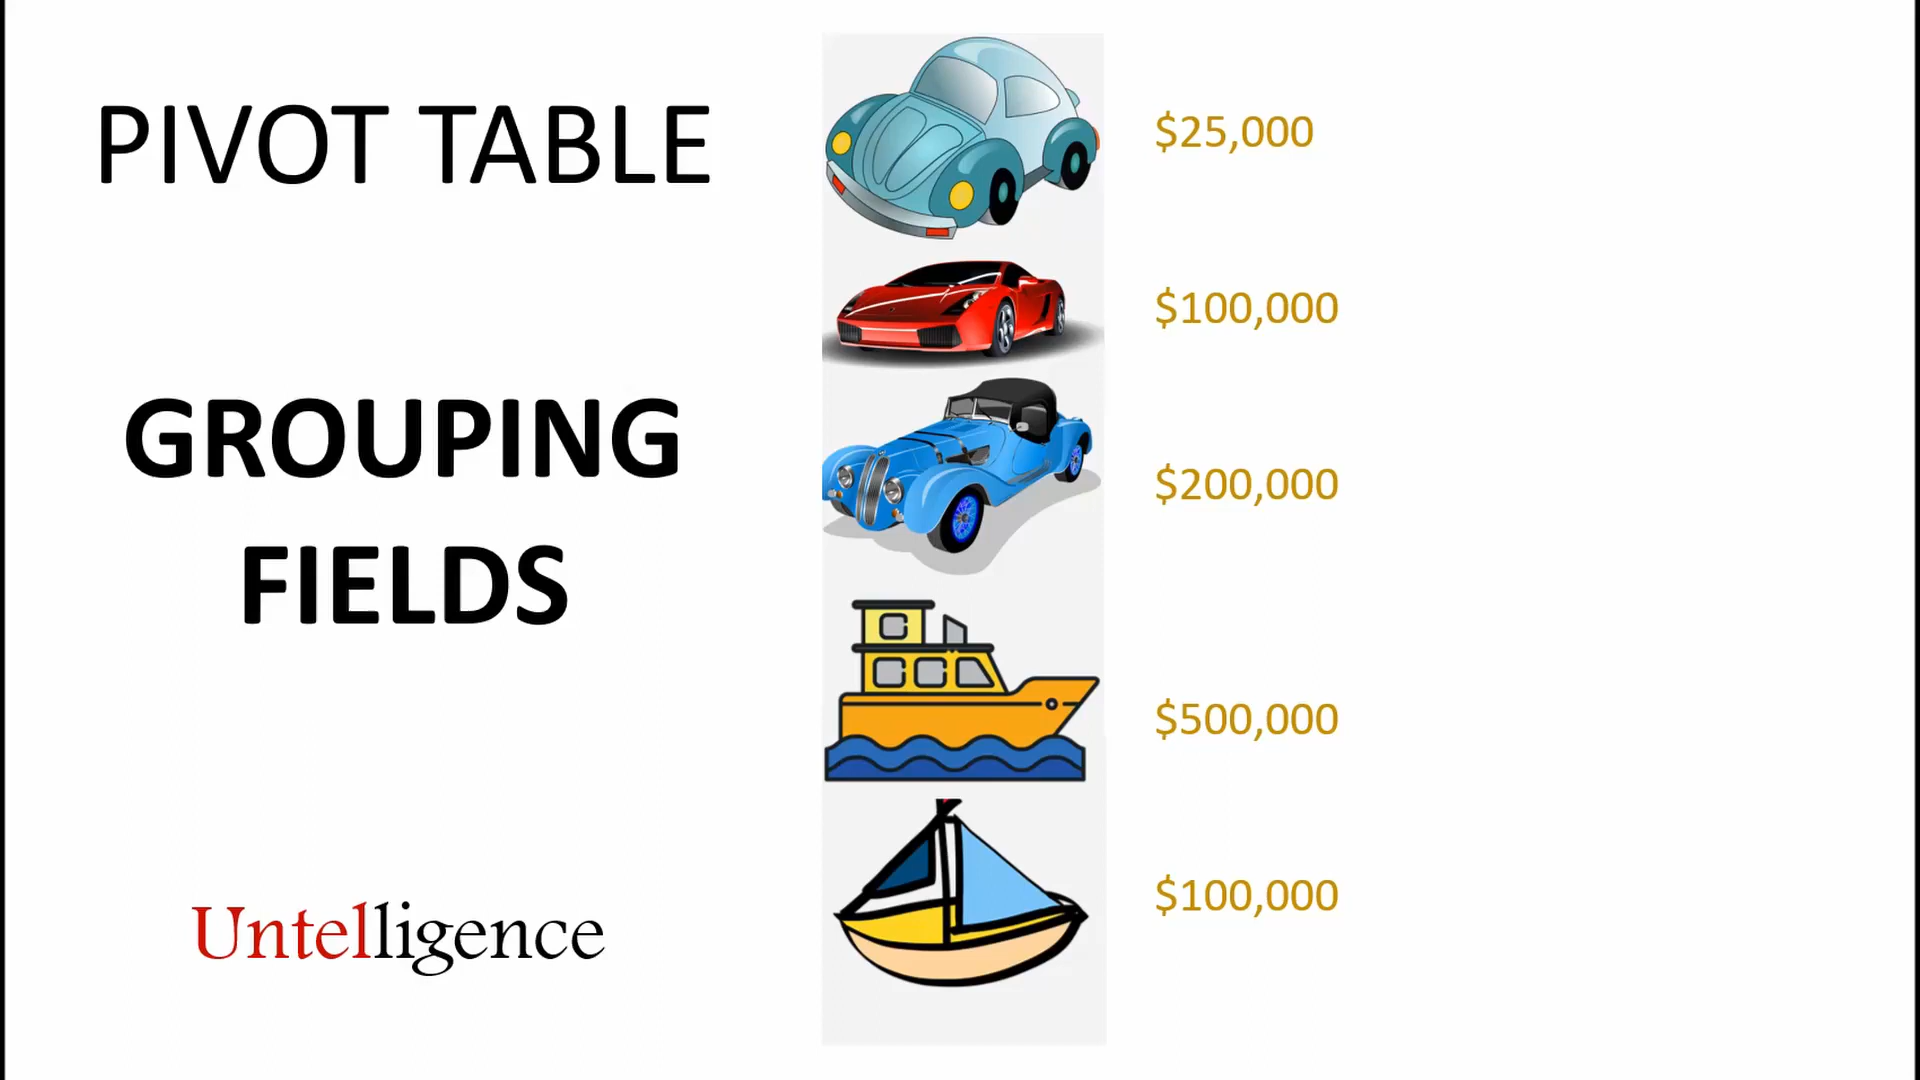 PIVOT TABLE
GROUPING
FIELDS
Untelligence
$25,000
$100,000
$200,000
$500,000
$100,000